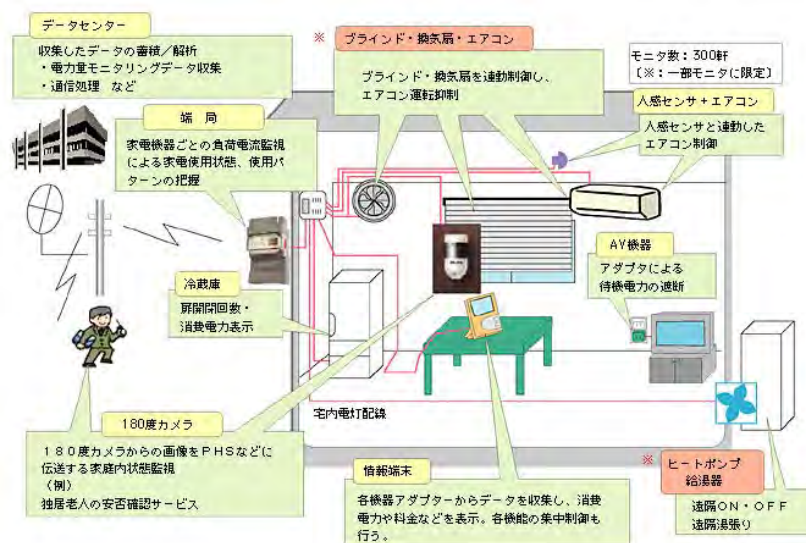 データセンター
収集したデータの蓄積／解析
・電力量モニタリングデータ収集
・通信処理 など
※ ブラインド・換気扇・エアコン
ブラインド・換気扇を連動制御し、
エアコン運転抑制
モニタ数：300軒
（※：一部モニタに限定）
人感センサ＋エアコン
人感センサと連動した
エアコン制御
端 局
家電機器ごとの負荷電流監視
による家電使用状態、使用パ
ターンの把握
AV機器
アダプタによる
待機電力の遮断
冷蔵庫
扉開閉回数・
消費電力表示
宅内電灯配線
180度カメラ
１８０度カメラからの画像をＰＨＳなどに
伝送する家庭内状態監視
（例）
独居老人の安否確認サービス
情報端末
各機器アダプターからデータを収集し、消費
電力や料金などを表示。各機能の集中制御も
行う。
※ ヒートポンプ
給湯器
遠隔ＯＮ・ＯＦＦ
遠隔湯張り